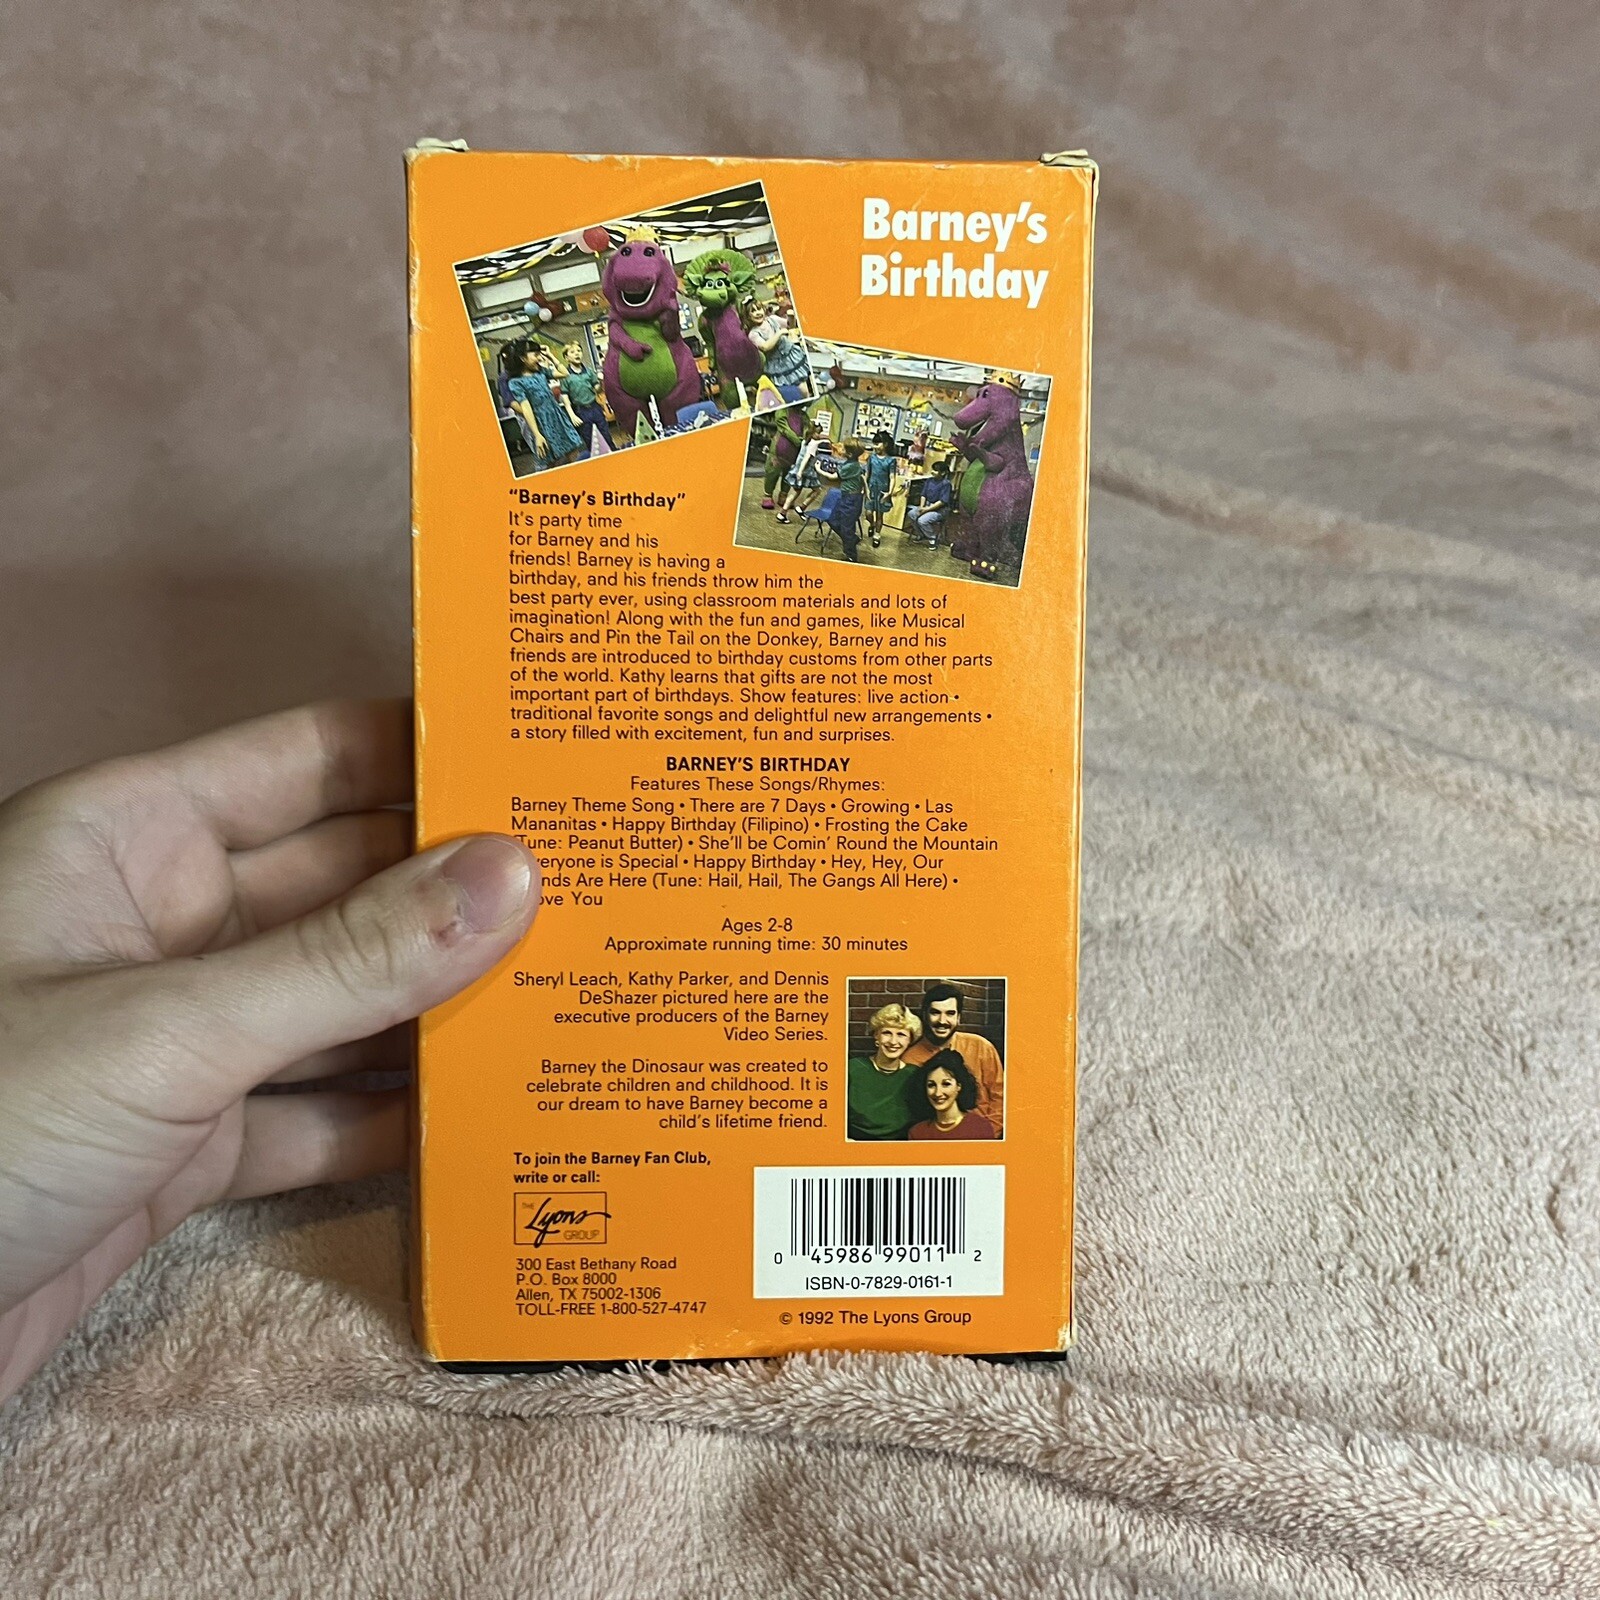 Barney's
Birthday
"Barney's Birthday"
It's party time
for Barney and his
friends! Barney is having a
birthday, and his friends throw him the
best party ever, using classroom materials and lots of
imagination! Along with the fun and games, like Musical
Chairs and Pin the Tail on the Donkey, Barney and his
friends are introduced to birthday customs from other parts
of the world. Kathy learns that gifts are not the most
important part of birthdays. Show features: live action •
traditional favorite songs and delightful new arrangements •
a story filled with excitement, fun and surprises.
BARNEY'S BIRTHDAY
Features These Songs/Rhymes:
Barney Theme Song • There are 7 Days • Growing • Las
Mananitas • Happy Birthday (Filipino) • Frosting the Cake
(Tune: Peanut Butter) • She'll be Comin' Round the Mountain
veryone is Special • Happy Birthday • Hey, Hey, Our
nds Are Here (Tune: Hail, Hail, The Gangs All Here) •
ove You
Ages 2-8
Approximate running time: 30 minutes
Sheryl Leach, Kathy Parker, and Dennis
DeShazer pictured here are the
executive producers of the Barney
Video Series.
Barney the Dinosaur was created to
celebrate children and childhood. It is
our dream to have Barney become a
child's lifetime friend.
To join the Barney Fan Club,
write or call:
THE
Lyons
GROUP
300 East Bethany Road
P.O. Box 8000
Allen, TX 75002-1306
TOLL-FREE 1-800-527-4747
0 45986 99011 2
ISBN-0-7829-0161-1
© 1992 The Lyons Group